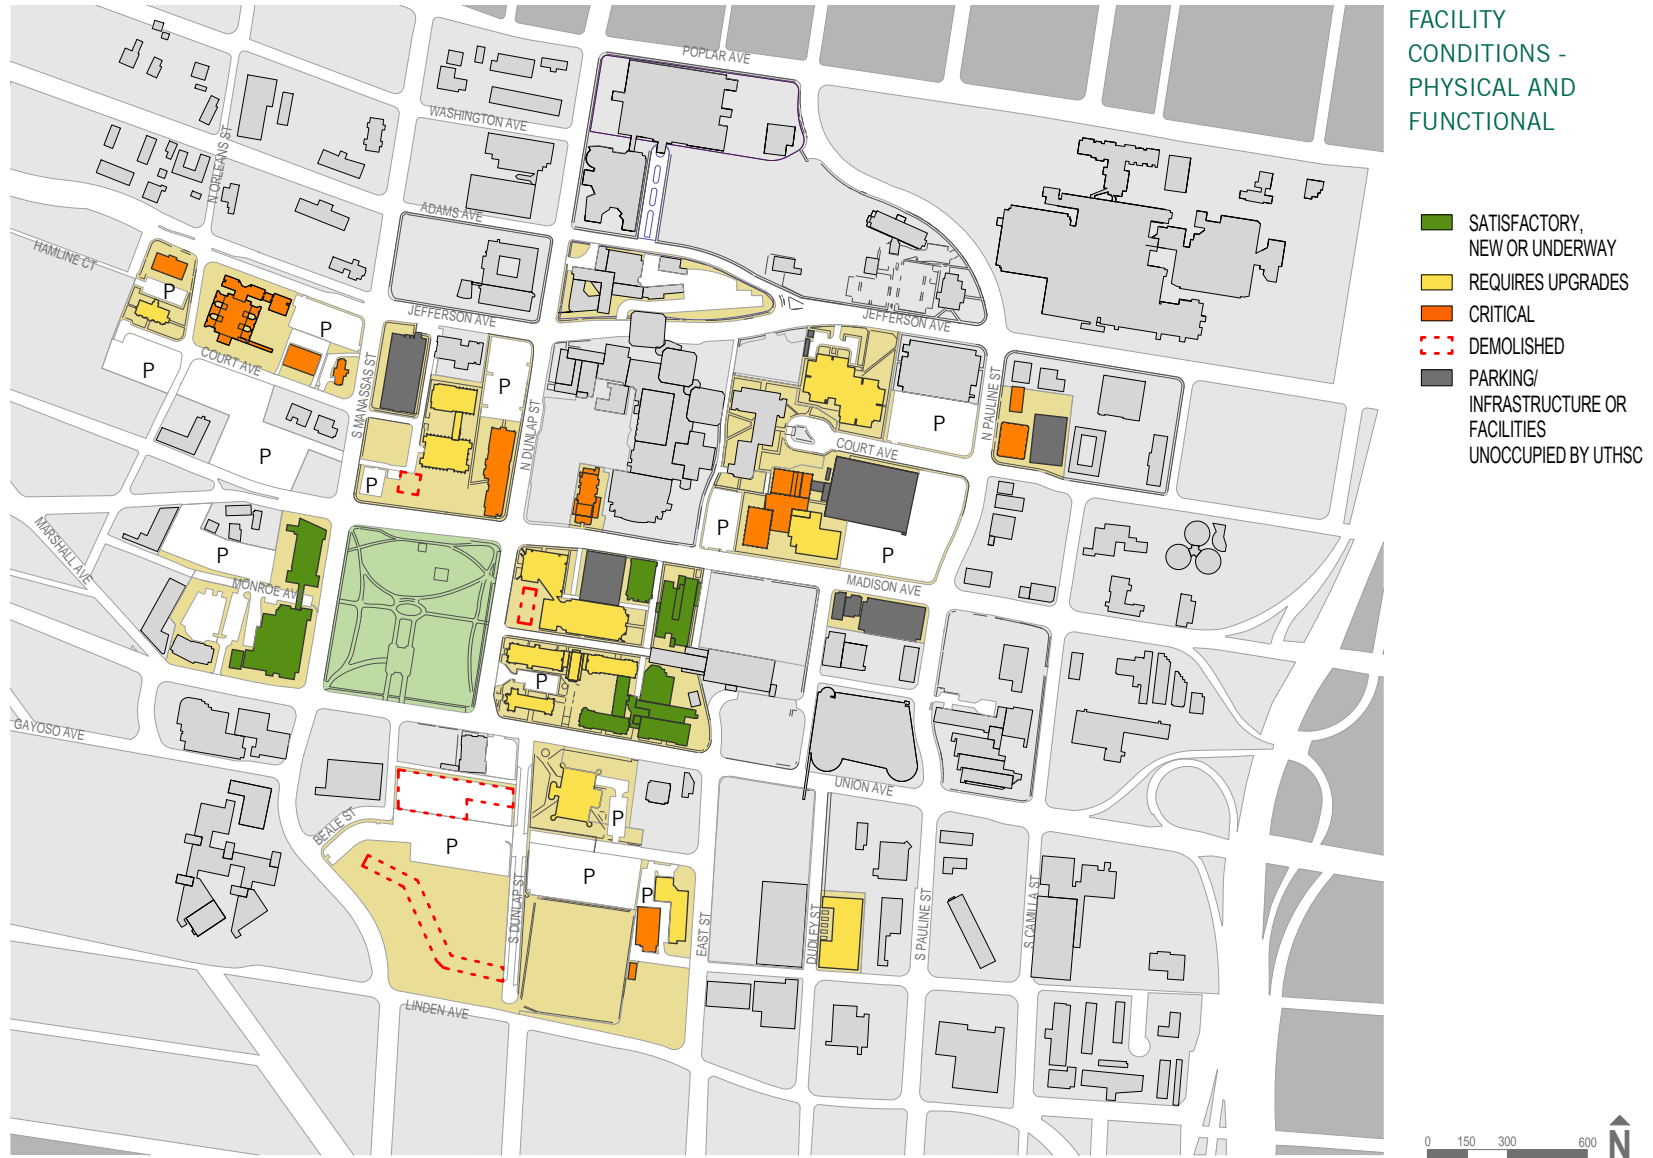 FACILITY
CONDITIONS -
PHYSICAL AND
FUNCTIONAL
SATISFACTORY,
NEW OR UNDERWAY
REQUIRES UPGRADES
CRITICAL
DEMOLISHED
PARKING/
INFRASTRUCTURE OR
FACILITIES
UNOCCUPIED BY UTHSC
POPLAR AVE
WASHINGTON AVE
N ORLEANS ST
ADAMS AVE
HAMLINE CT
P
JEFFERSON AVE
JEFFERSON AVE
P
COURT AVE
P
S MANASSAS ST
P
N DUNLAP ST
N PAULINE ST
P
COURT AVE
P
P
MARSHALL AVE
P
P
P
MONROE AVE
MADISON AVE
P
GAYOSO AVE
UNION AVE
BEALE ST
P
P
P
P
S DUNLAP ST
EAST ST
DUDLEY ST
S PAULINE ST
S CAMILLA ST
LINDEN AVE
0 150 300 600
N